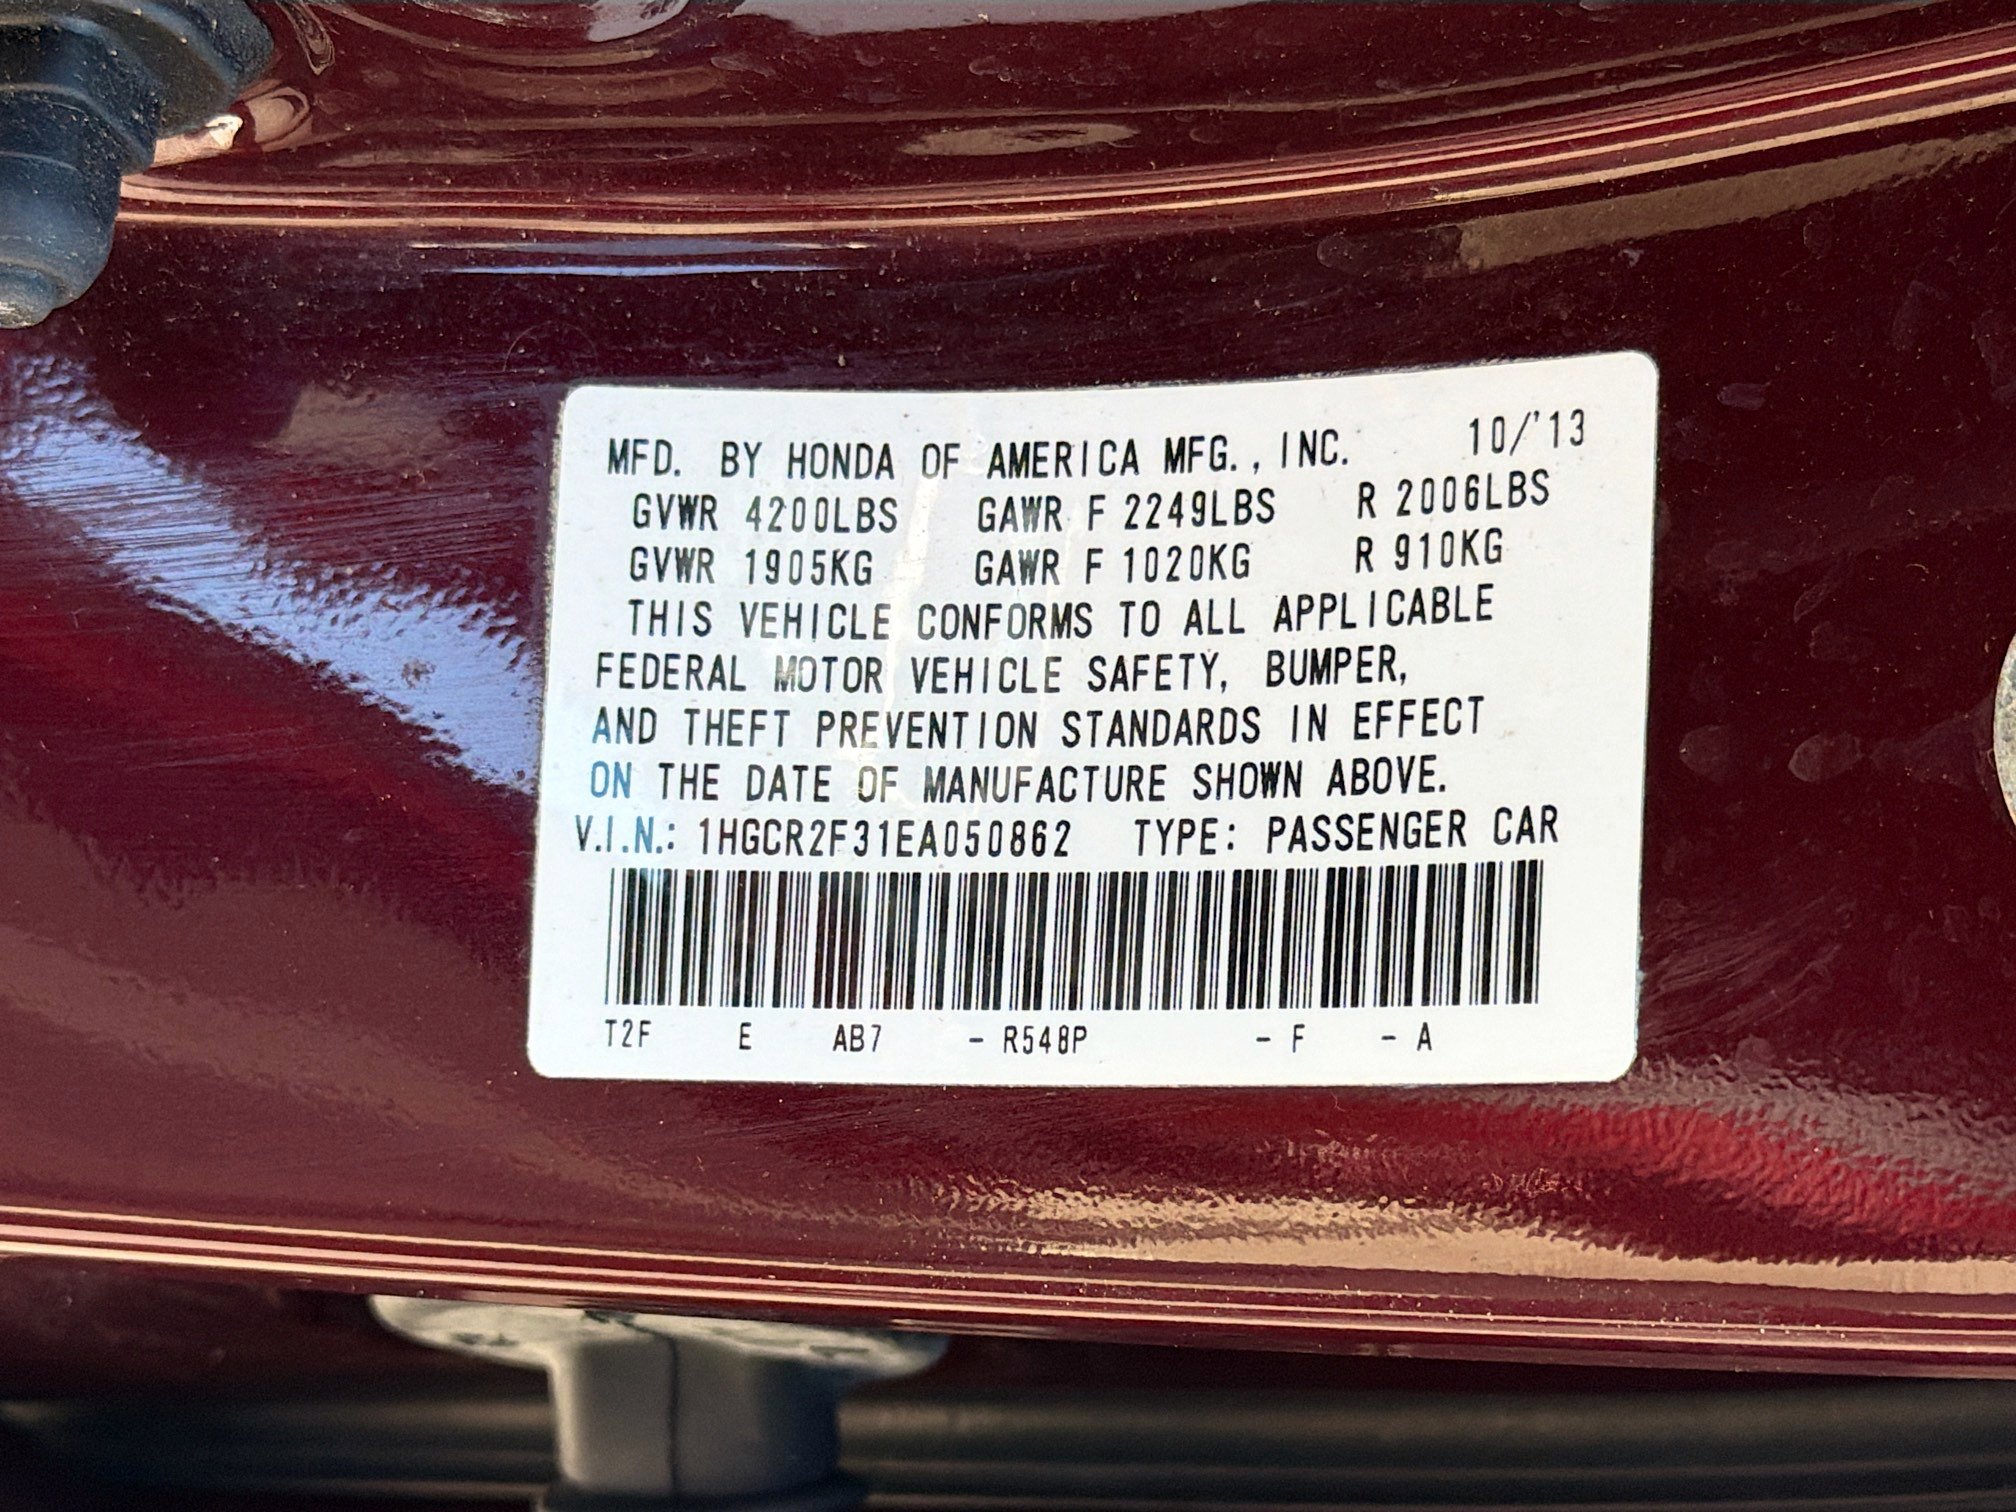 MFD. BY HONDA OF AMERICA MFG., INC. 10/'13
GVWR 4200LBS GAWR F 2249LBS R 2006LBS
GVWR 1905KG GAWR F 1020KG R 910KG
THIS VEHICLE CONFORMS TO ALL APPLICABLE
FEDERAL MOTOR VEHICLE SAFETY, BUMPER,
AND THEFT PREVENTION STANDARDS IN EFFECT
ON THE DATE OF MANUFACTURE SHOWN ABOVE.
V.I.N.: 1HGCR2F31EA050862 TYPE: PASSENGER CAR
T2F E AB7 - R548P - F - A